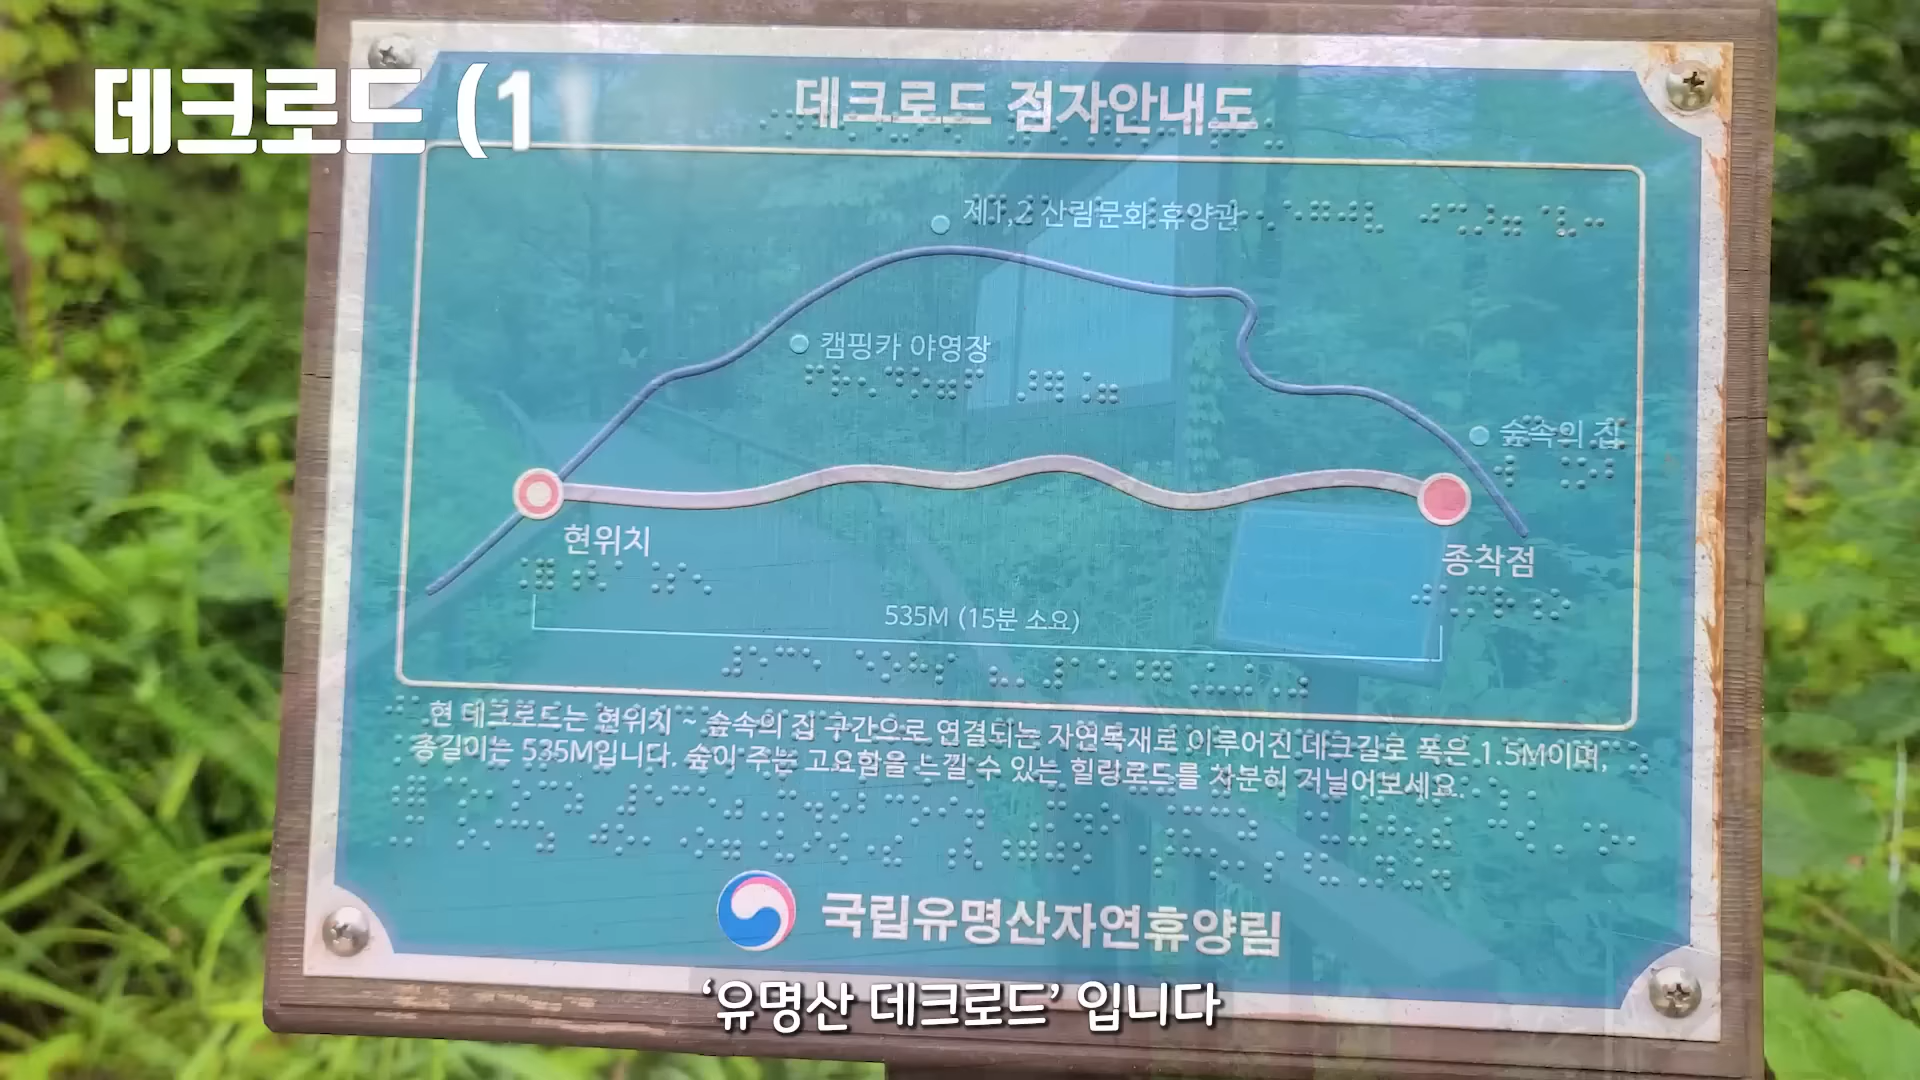 데크로드 (1
데크로드 점자안내도
제1,2 산림문화 휴양관
캠핑카 야영장
숲속의 집
현위치
종착점
535M (15분 소요)
현 데크로드는 현위치 ~ 숲속의 집 구간으로 연결되는 자연목재로 이루어진 데크길로 폭은 1.5M이며,
총길이는 535M입니다. 숲이 주는 고요함을 느낄 수 있는 힐링로드를 차분히 거닐어보세요.
국립유명산자연휴양림
‘유명산 데크로드’ 입니다